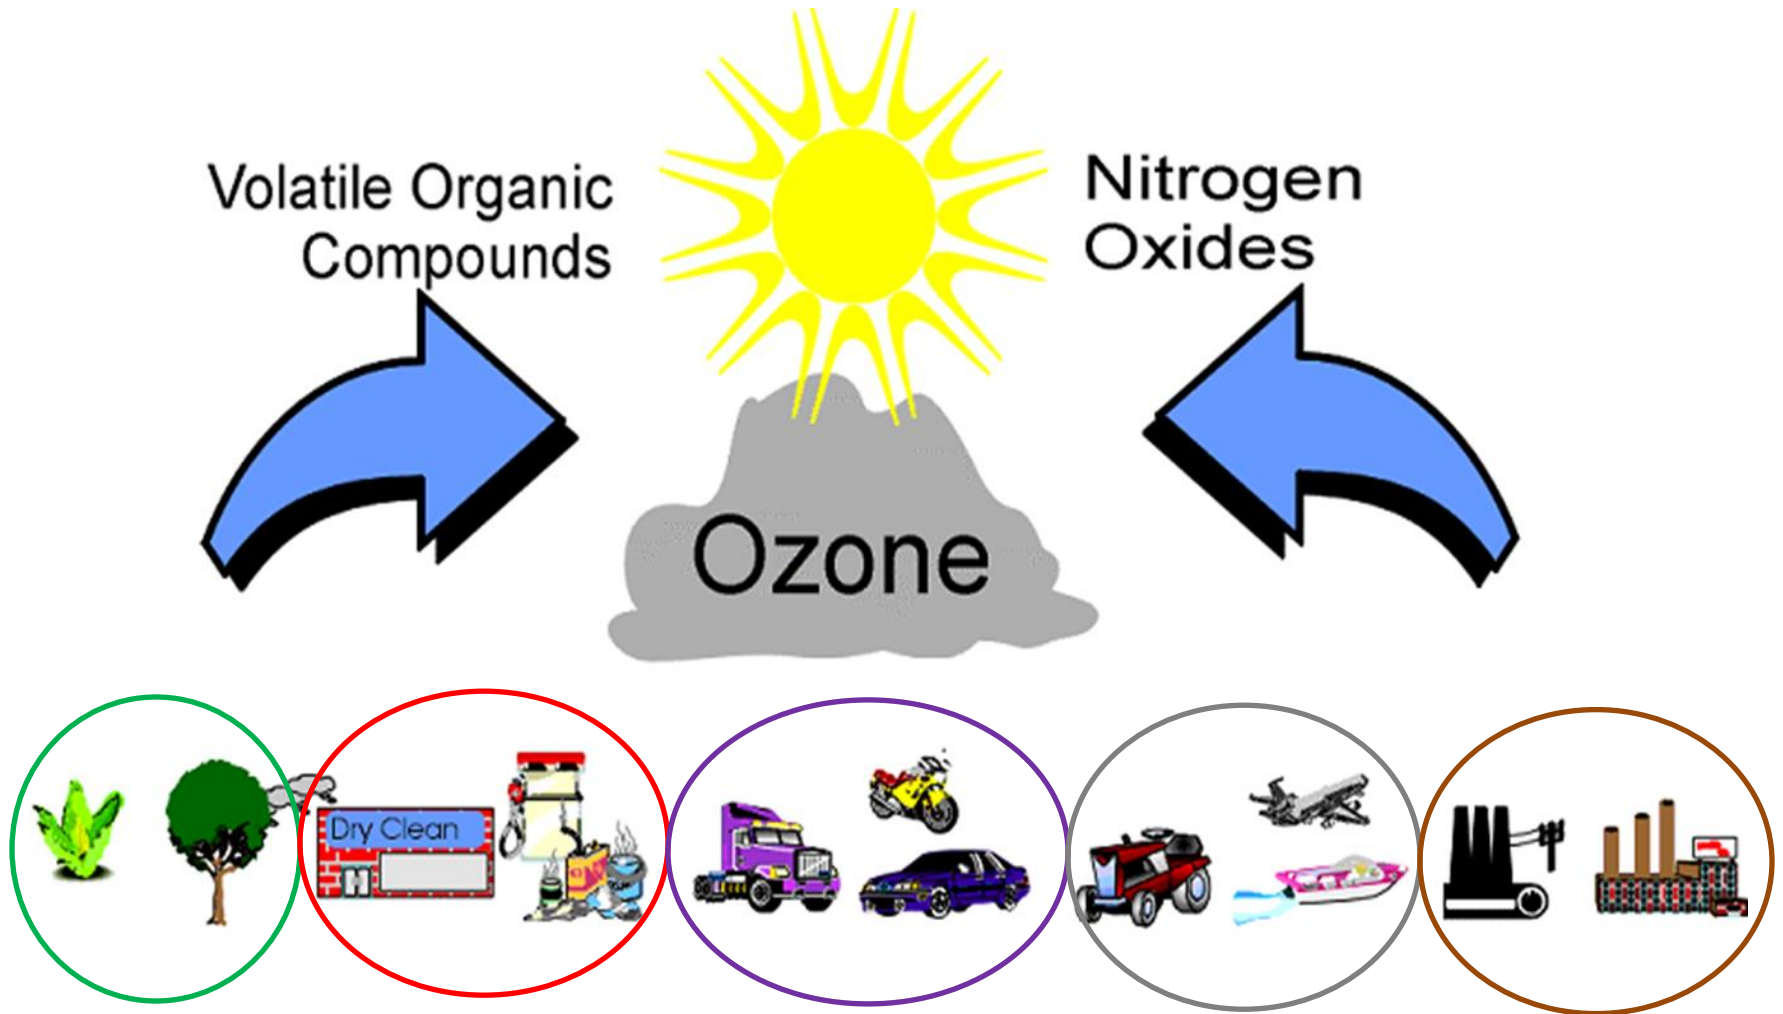 Volatile Organic
Compounds
Nitrogen
Oxides
Ozone
Dry Clean